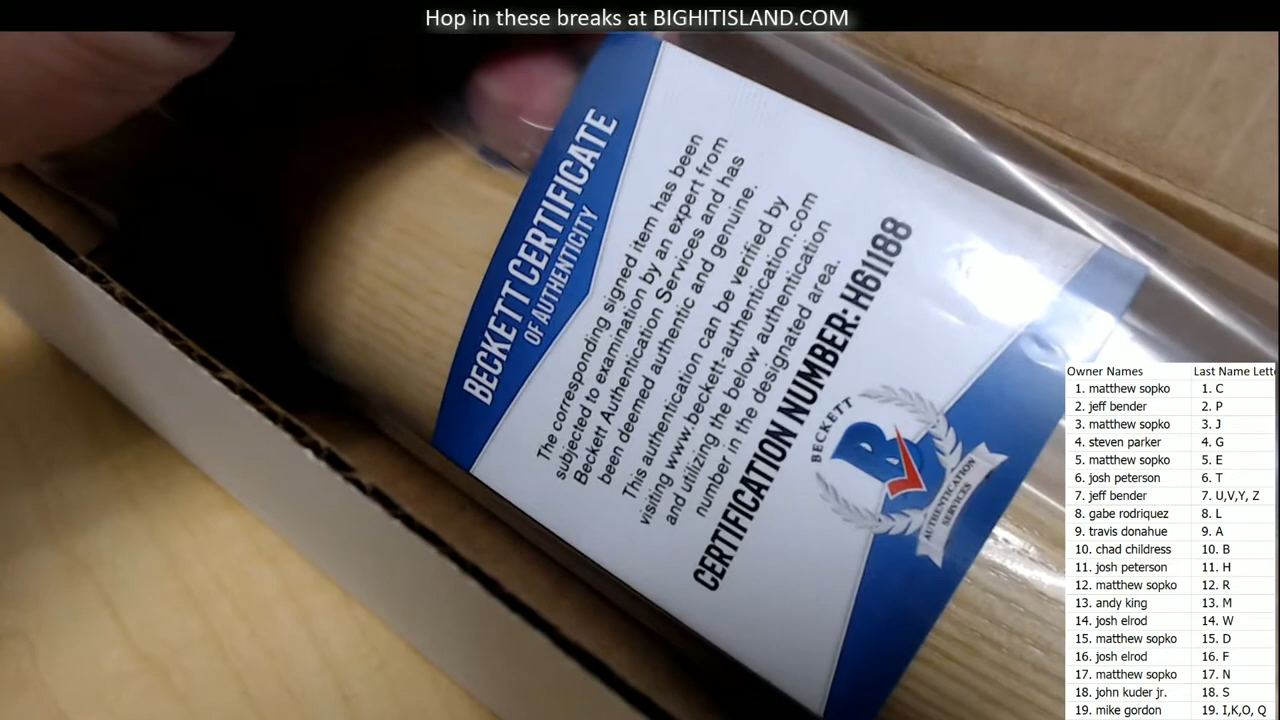 Hop in these breaks at BIGHITISLAND.COM
BECKETT CERTIFICATE
OF AUTHENTICITY
The corresponding signed item has been
subjected to examination by an expert from
Beckett Authentication Services and has
been deemed authentic and genuine.
This authentication can be verified by
visiting www.beckett-authentication.com
and utilizing the below authentication
number in the designated area.
CERTIFICATION NUMBER: H61188
BECKETT
B
AUTHENTICATION
SERVICES
Owner Names Last Name Lette
1. matthew sopko 1. C
2. jeff bender 2. P
3. matthew sopko 3. J
4. steven parker 4. G
5. matthew sopko 5. E
6. josh peterson 6. T
7. jeff bender 7. U,V,Y, Z
8. gabe rodriquez 8. L
9. travis donahue 9. A
10. chad childress 10. B
11. josh peterson 11. H
12. matthew sopko 12. R
13. andy king 13. M
14. josh elrod 14. W
15. matthew sopko 15. D
16. josh elrod 16. F
17. matthew sopko 17. N
18. john kuder jr. 18. S
19. mike gordon 19. I,K,O, Q